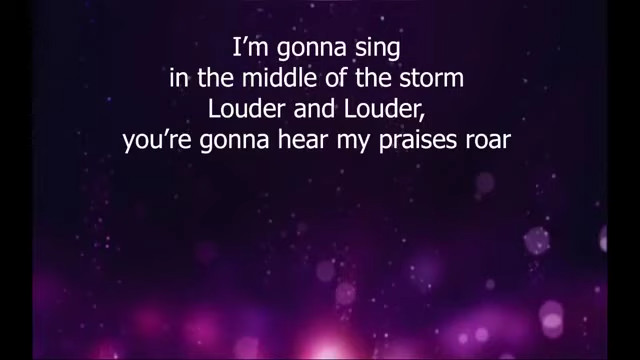 I'm gonna sing
in the middle of the storm
Louder and Louder,
you're gonna hear my praises roar